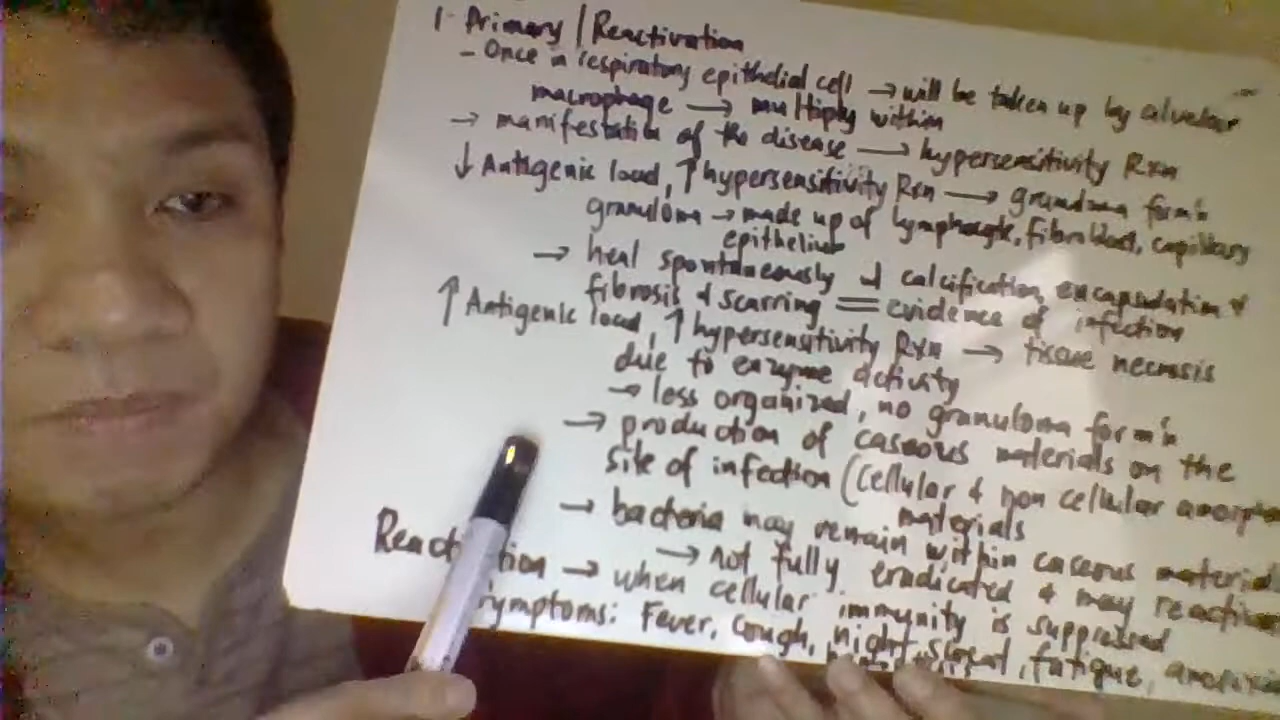 1. Primary | Reactivation
- Once in respiratory epithelial cell → will be taken up by alveolar
macrophage → multiply within
→ manifestation of the disease → hypersensitivity Rxn
↓ Antigenic load, ↑ hypersensitivity Rxn → granuloma form'n
granuloma → made up of lymphocyte, fibroblast, capillary
epithelium
→ heal spontaneously calcification, encapsulation &
fibrosis & scarring = evidence of infection
↑ Antigenic load, ↑ hypersensitivity Rxn → tissue necrosis
due to enzyme activity
→ less organized, no granuloma form'n
→ production of caseous materials on the
site of infection (cellular & non cellular
materials
→ bacteria may remain within caseous material
→ not fully eradicated & may
→ when cellular immunity is suppressed
symptoms: Fever, cough, night, fatigue,